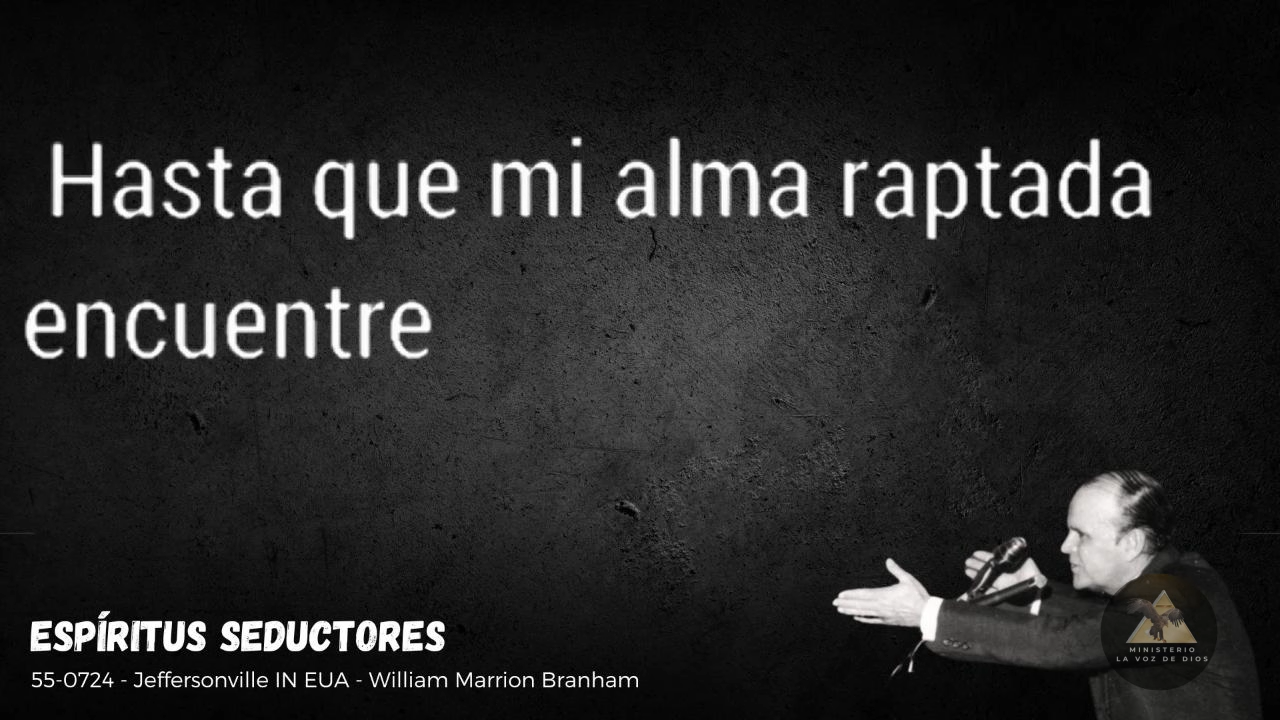 Hasta que mi alma raptada
encuentre
ESPÍRITUS SEDUCTORES
55-0724 - Jeffersonville IN EUA - William Marrion Branham
MINISTERIO
LA VOZ DE DIOS